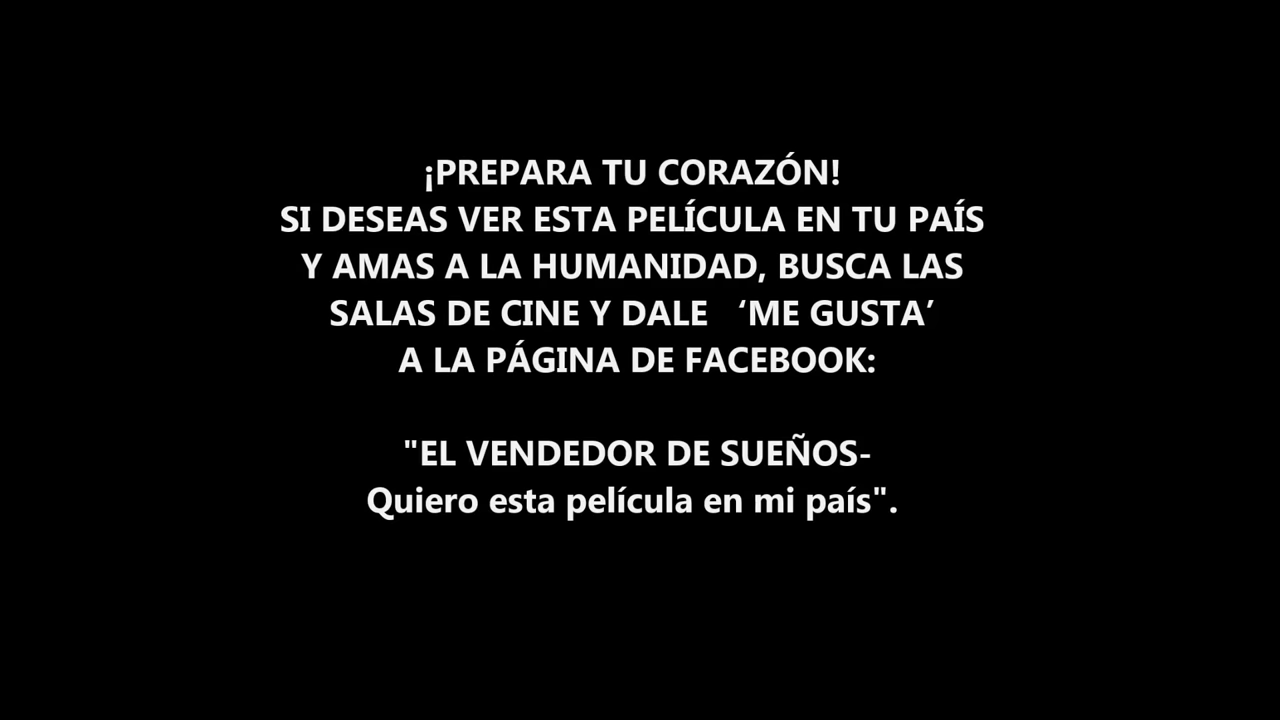 ¡PREPARA TU CORAZÓN!
SI DESEAS VER ESTA PELÍCULA EN TU PAÍS
Y AMAS A LA HUMANIDAD, BUSCA LAS
SALAS DE CINE Y DALE ‘ME GUSTA’
A LA PÁGINA DE FACEBOOK:
"EL VENDEDOR DE SUEÑOS-
Quiero esta película en mi país".